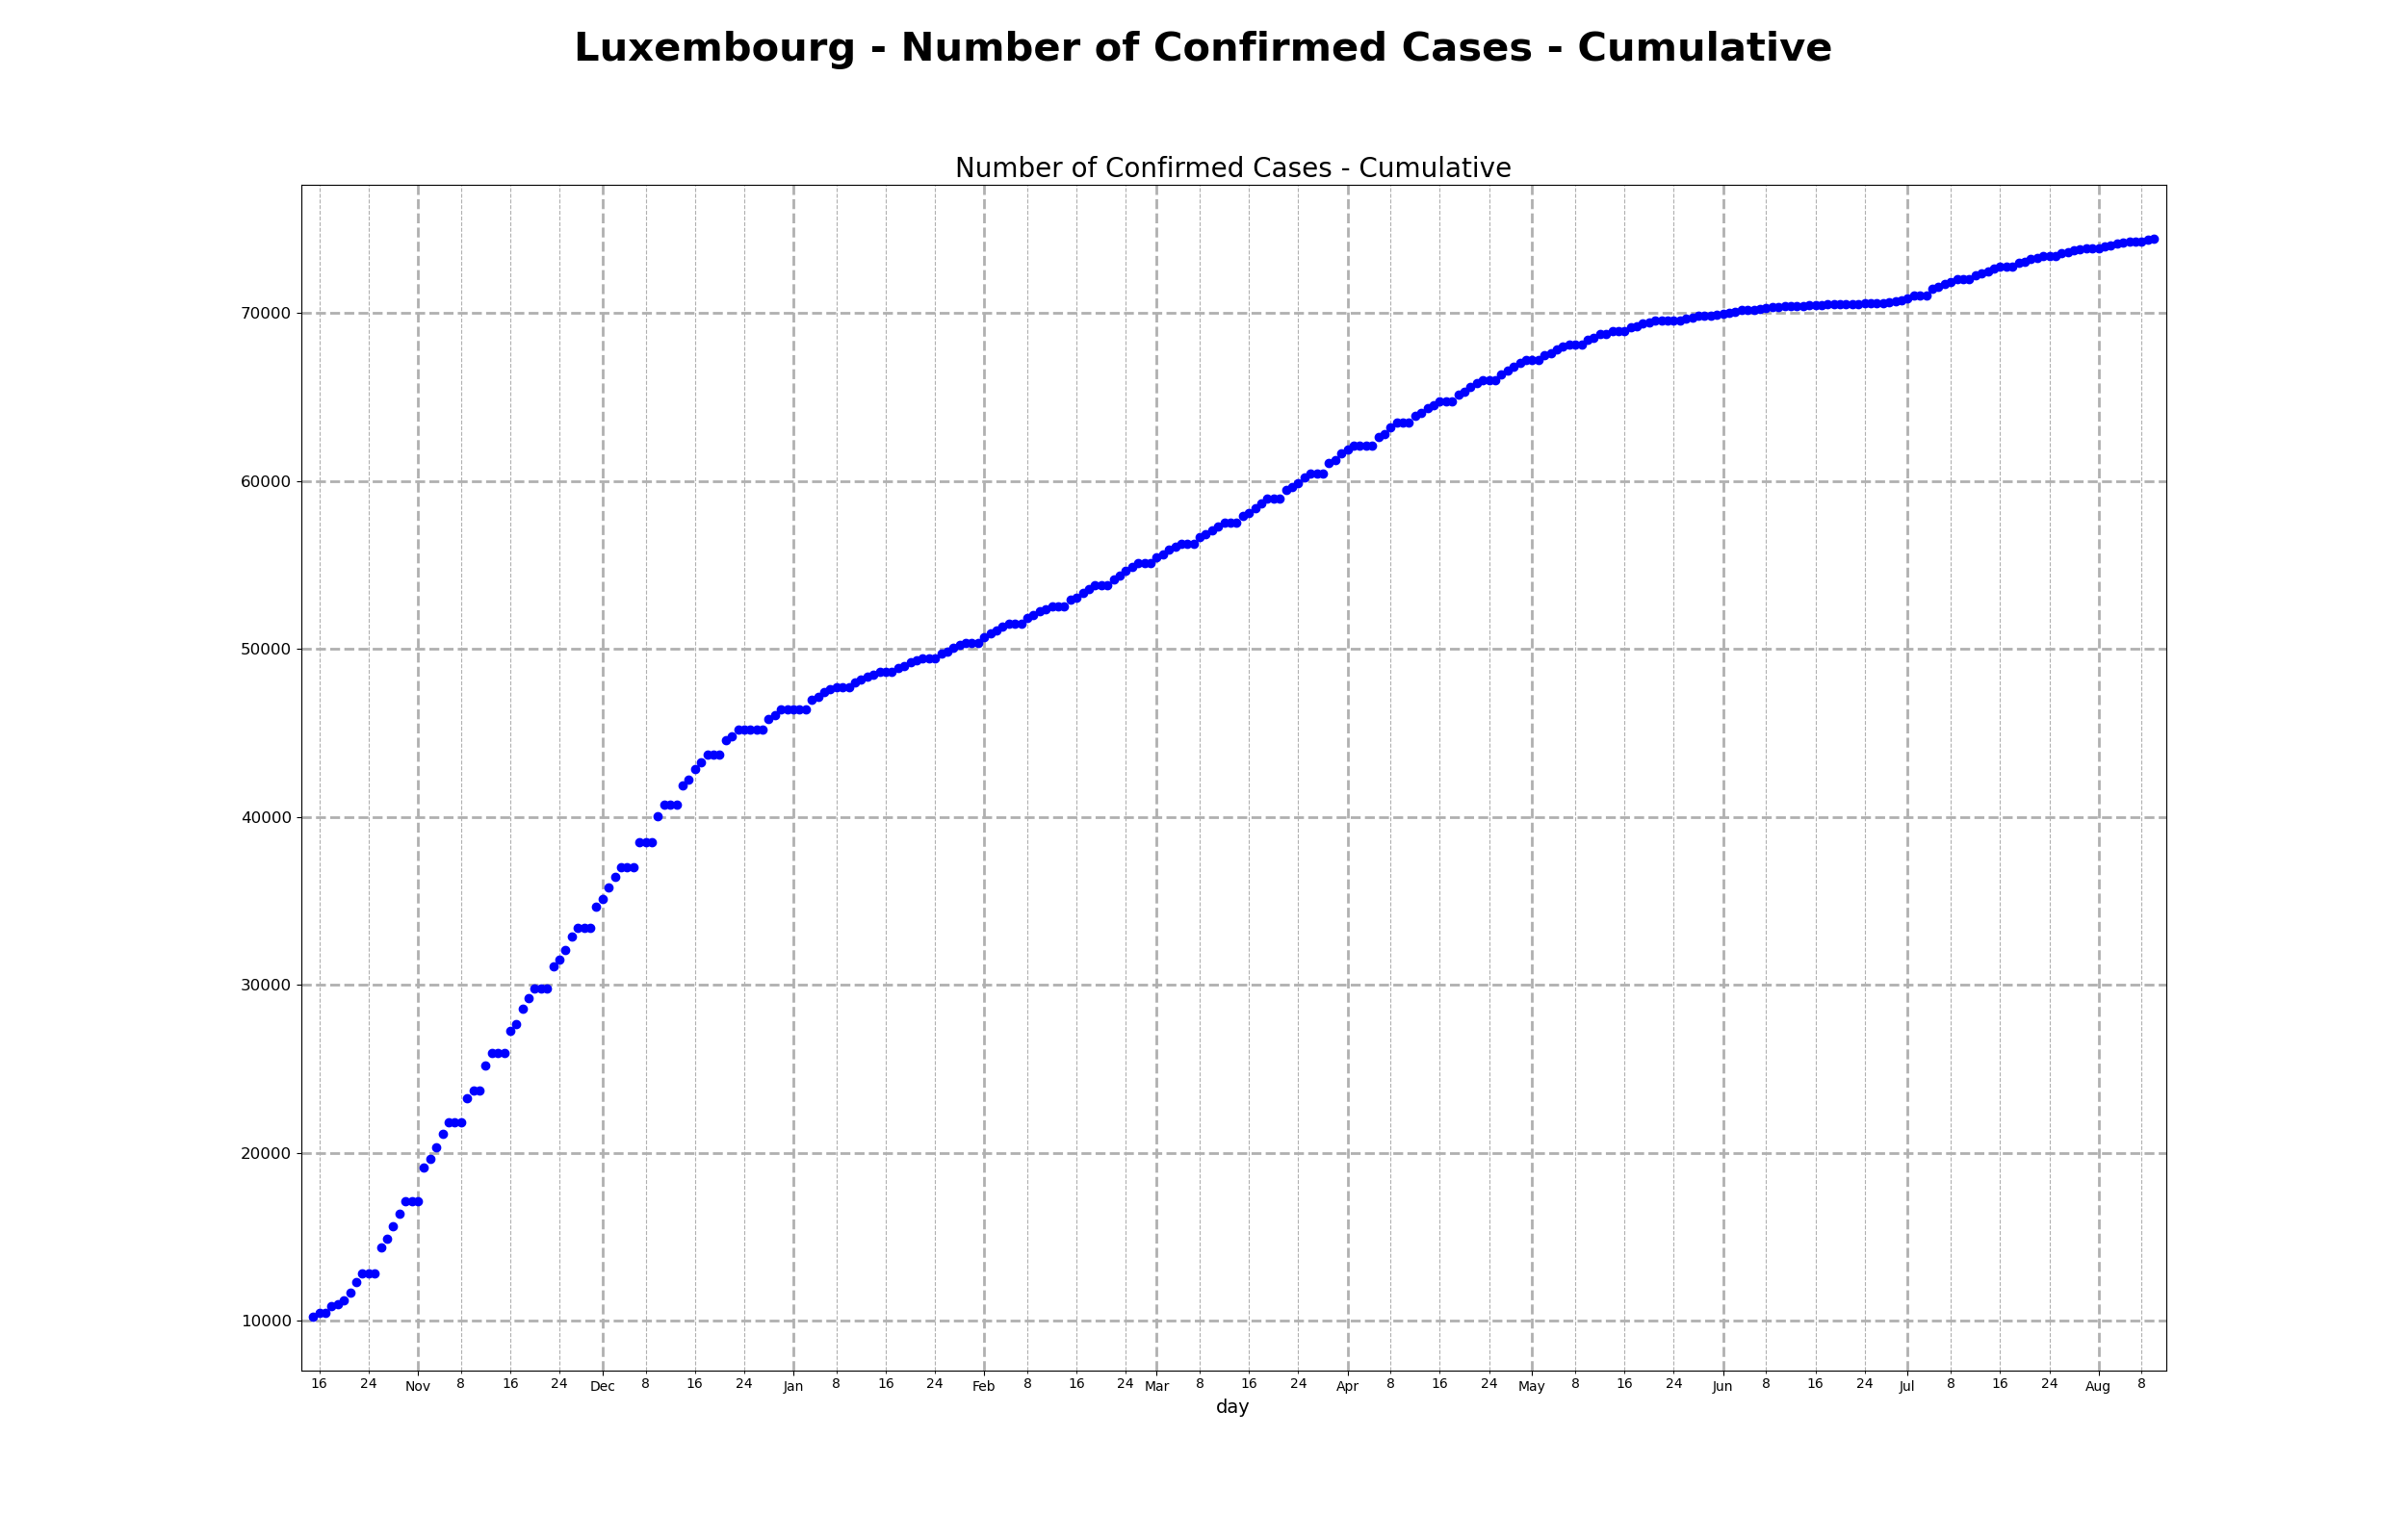 Luxembourg - Number of Confirmed Cases - Cumulative
Number of Confirmed Cases - Cumulative
70000
60000
50000
40000
30000
20000
10000
16 24 Nov 8 16 24 Dec 8 16 24 Jan 8 16 24 Feb 8 16 24 Mar 8 16 24 Apr 8 16 24 May 8 16 24 Jun 8 16 24 Jul 8 16 24 Aug 8
day